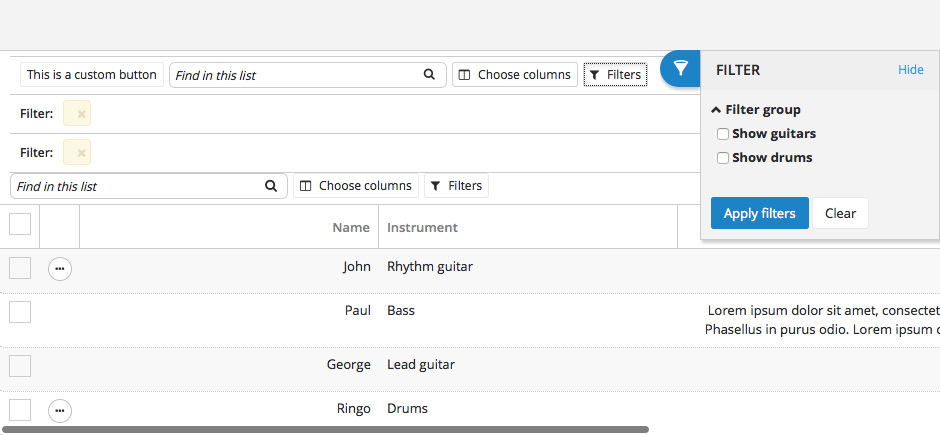 This is a custom button Find in this list Choose columns Filters
FILTER Hide
Filter:
Filter group
Show guitars
Show drums
Filter:
Find in this list Choose columns Filters
Apply filters Clear
Name Instrument
John Rhythm guitar
Paul Bass Lorem ipsum dolor sit amet, consectet
Phasellus in purus odio. Lorem ipsum
George Lead guitar
Ringo Drums